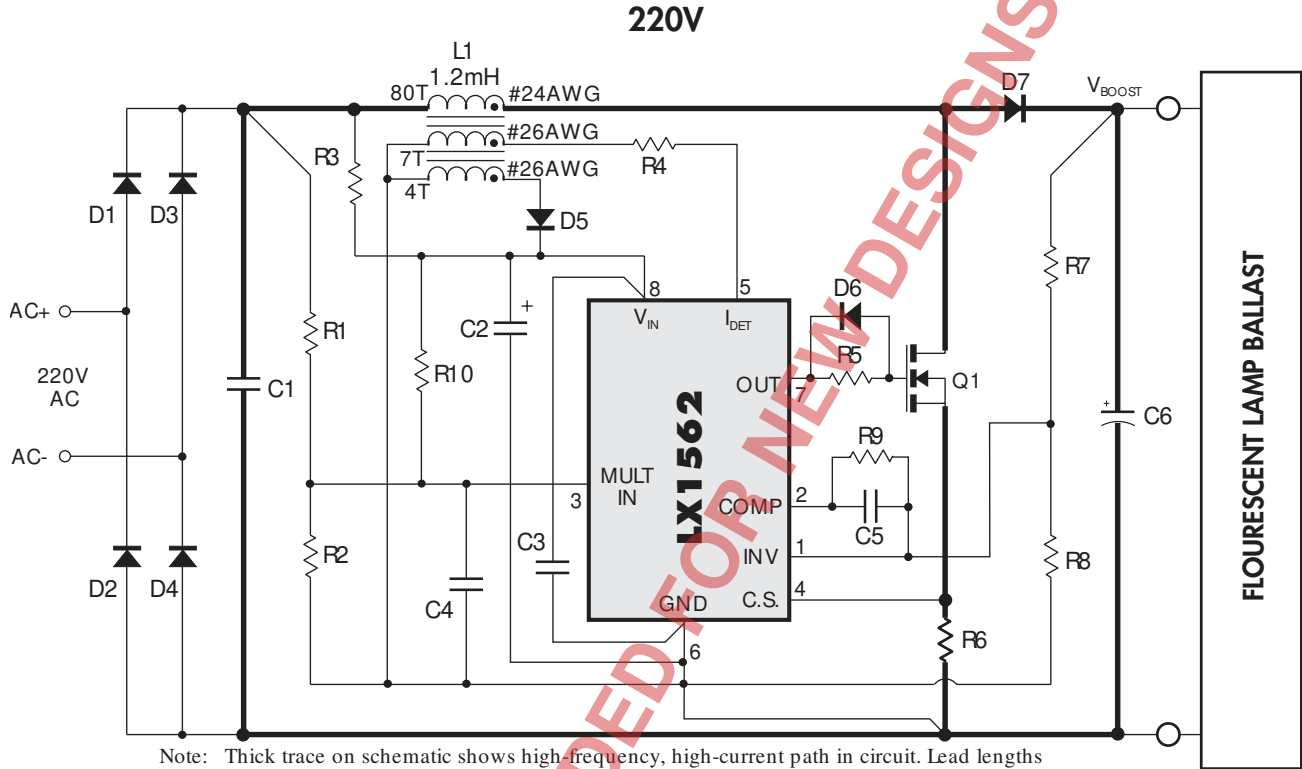 220V
L1
1.2mH
80T
#24AWG
D7
VBOOST
#26AWG
7T
R4
#26AWG
4T
R3
D5
D1
D3
AC+
220V
AC
AC-
D2
D4
C1
R1
R10
R2
C2
+
C3
C4
8
VIN
5
IDET
D6
R5
OUT
7
Q1
LX1562
MULT
IN
3
COMP
2
R9
C5
INV
1
C.S.
4
GND
6
R6
R7
R8
+
C6
FLOURESCENT LAMP BALLAST
DED FOR NEW DESIGNS
Note: Thick trace on schematic shows high-frequency, high-current path in circuit. Lead lengths